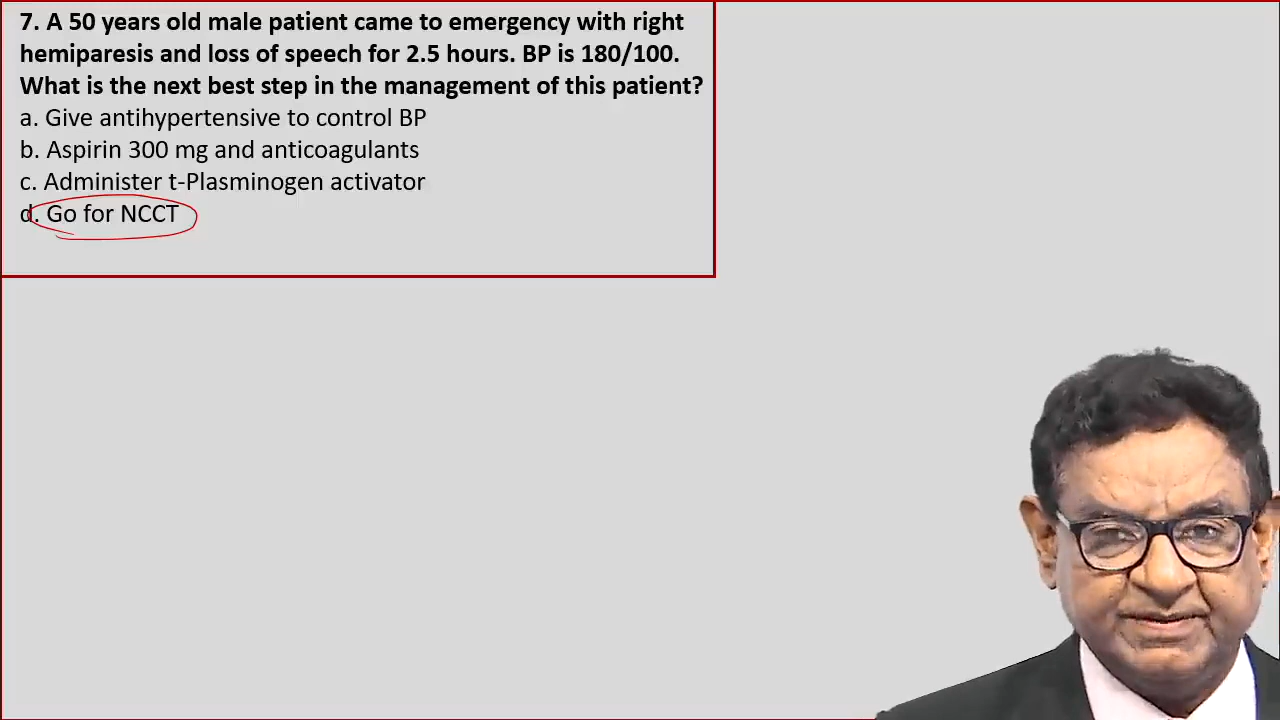 7. A 50 years old male patient came to emergency with right
hemiparesis and loss of speech for 2.5 hours. BP is 180/100.
What is the next best step in the management of this patient?
a. Give antihypertensive to control BP
b. Aspirin 300 mg and anticoagulants
c. Administer t-Plasminogen activator
d. Go for NCCT